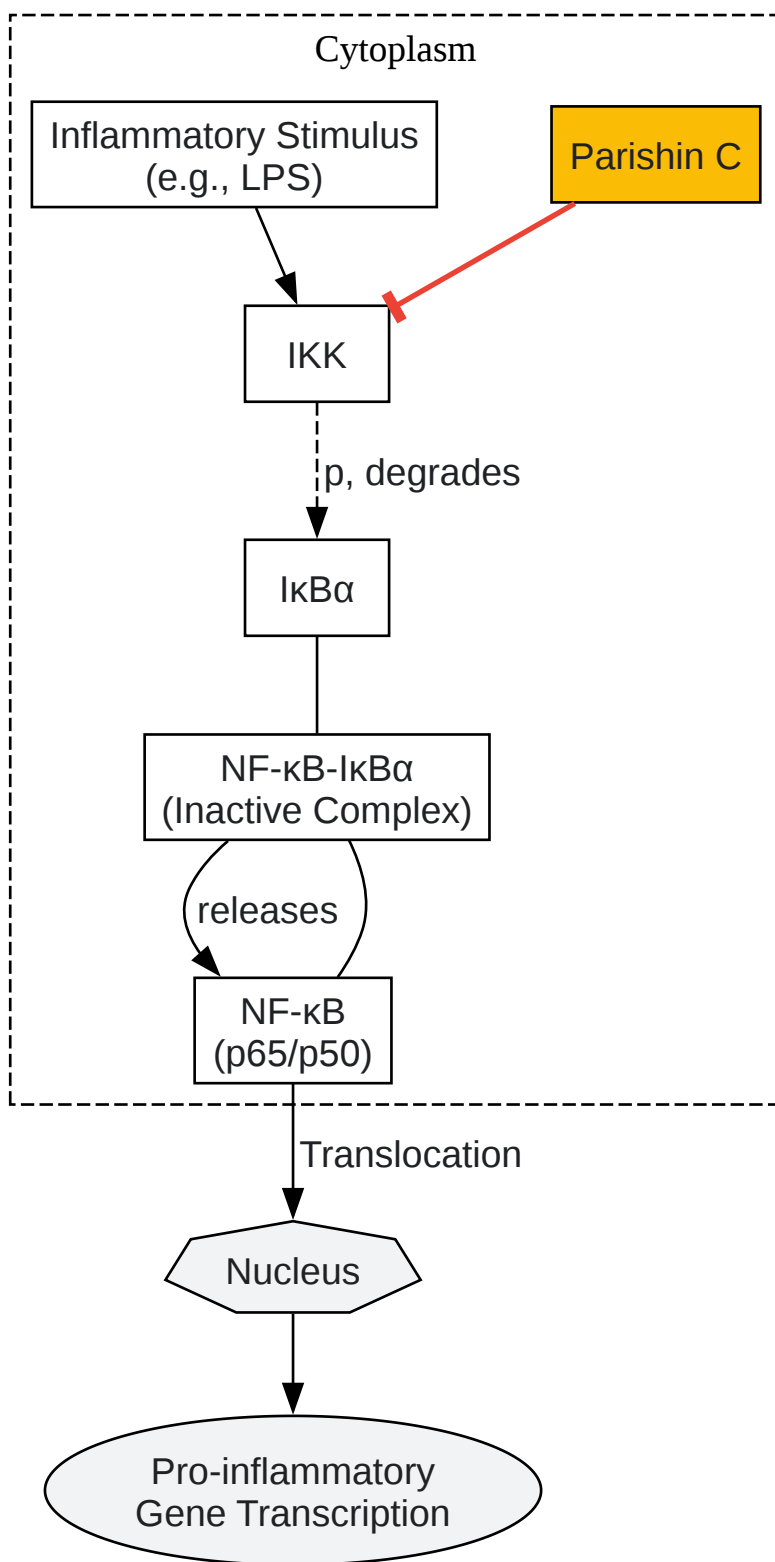 Cytoplasm
Inflammatory Stimulus
(e.g., LPS)
Parishin C
IKK
p, degrades
IκBα
NF-κB-IκBα
(Inactive Complex)
releases
NF-κB
(p65/p50)
Translocation
Nucleus
Pro-inflammatory
Gene Transcription